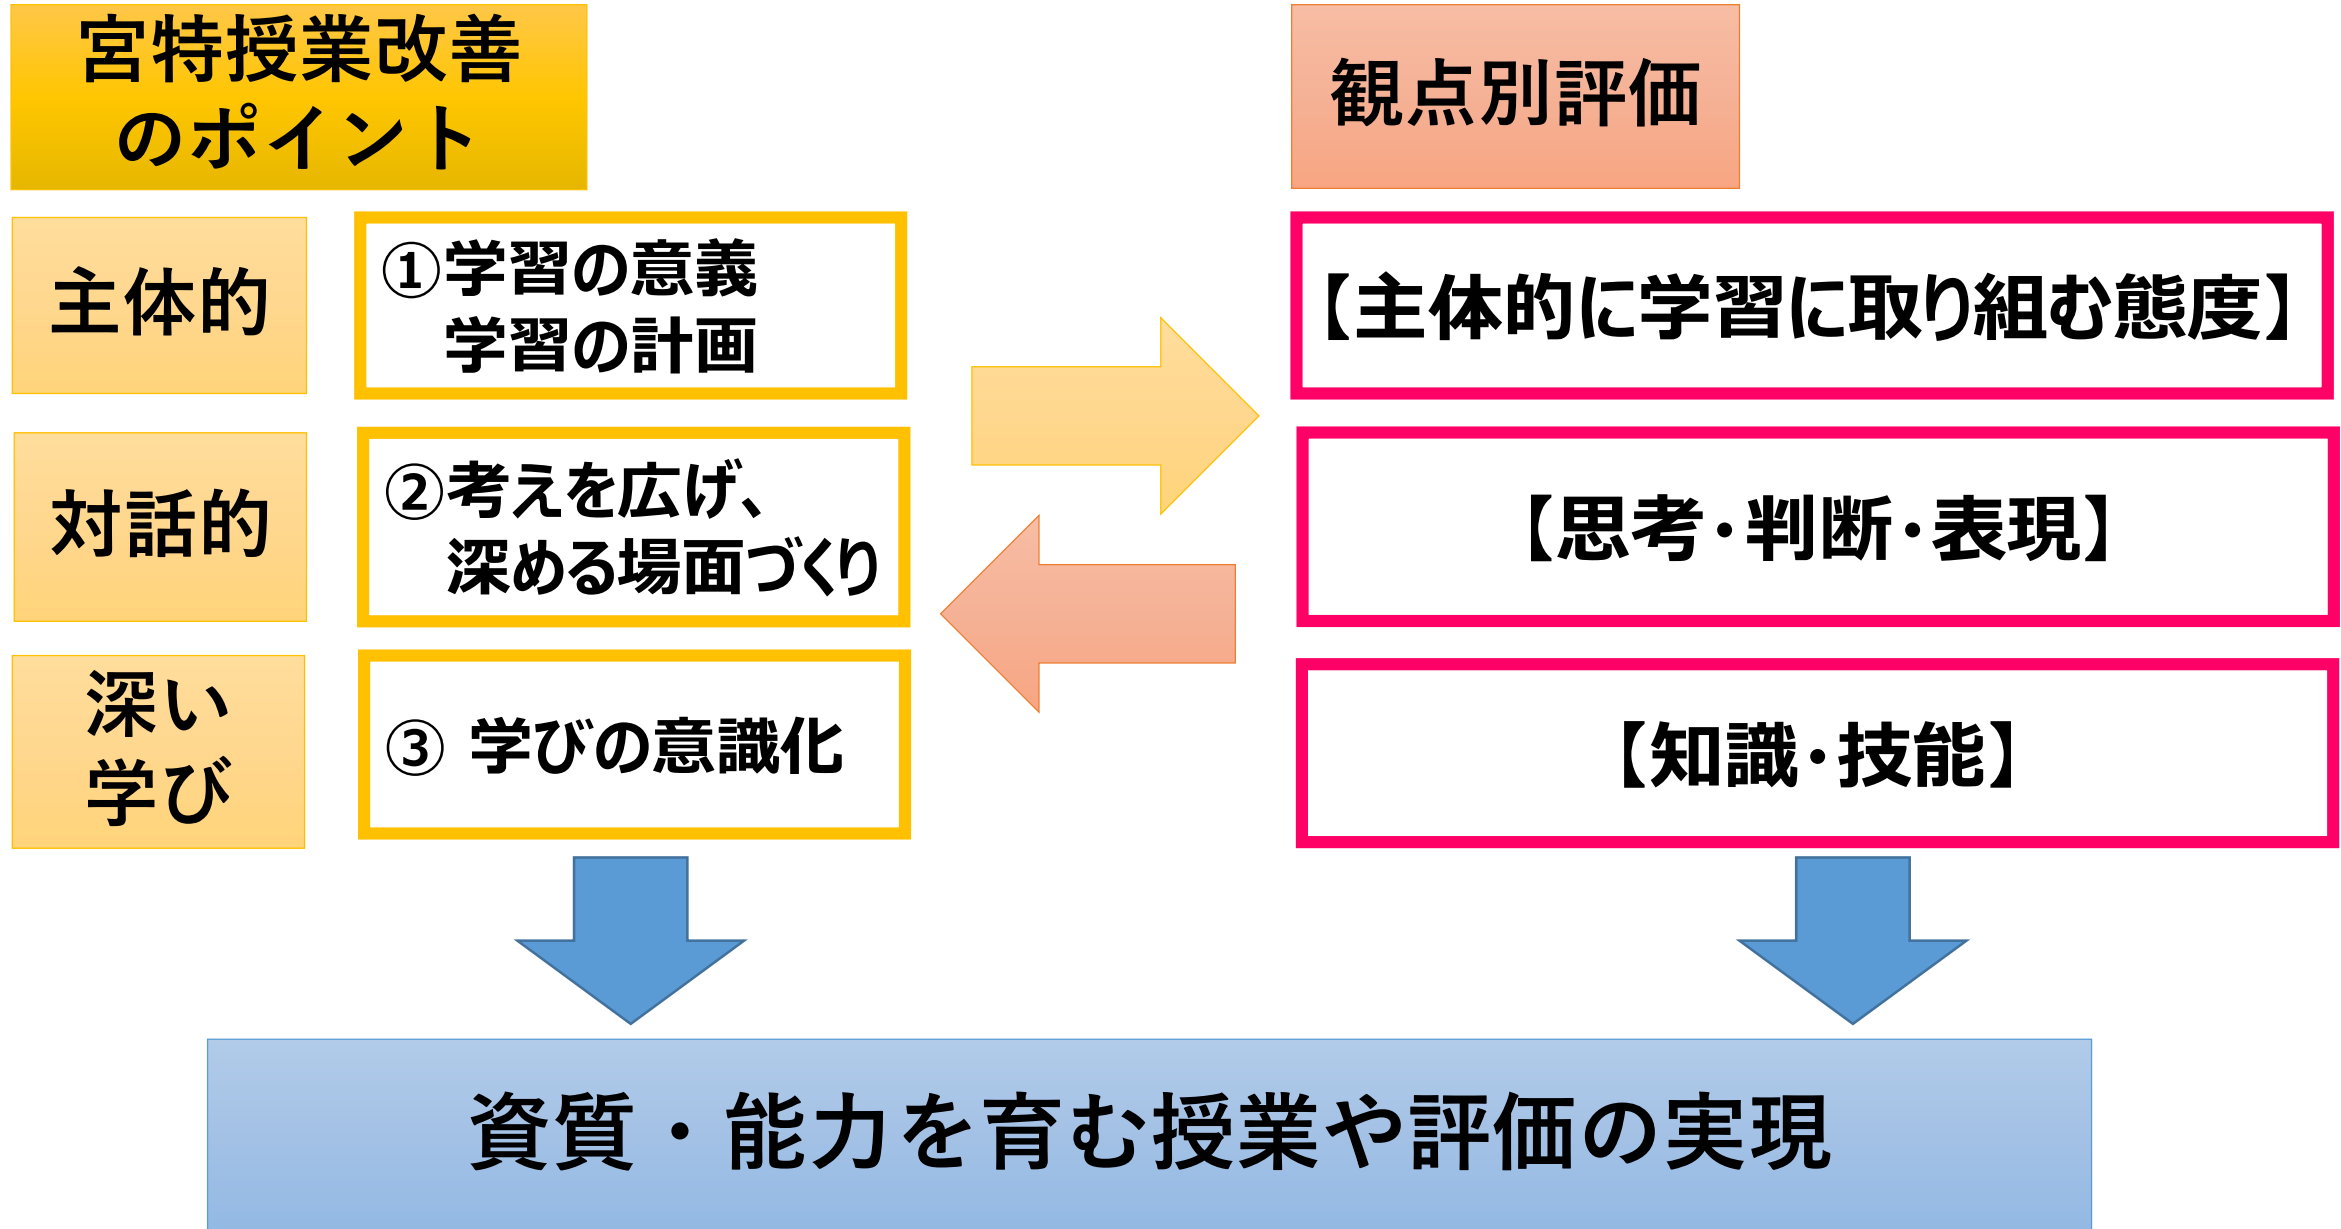 宮特授業改善
のポイント
観点別評価
主体的
①学習の意義
学習の計画
【主体的に学習に取り組む態度】
対話的
②考えを広げ、
深める場面づくり
【思考・判断・表現】
深い
学び
③ 学びの意識化
【知識・技能】
資質・能力を育む授業や評価の実現